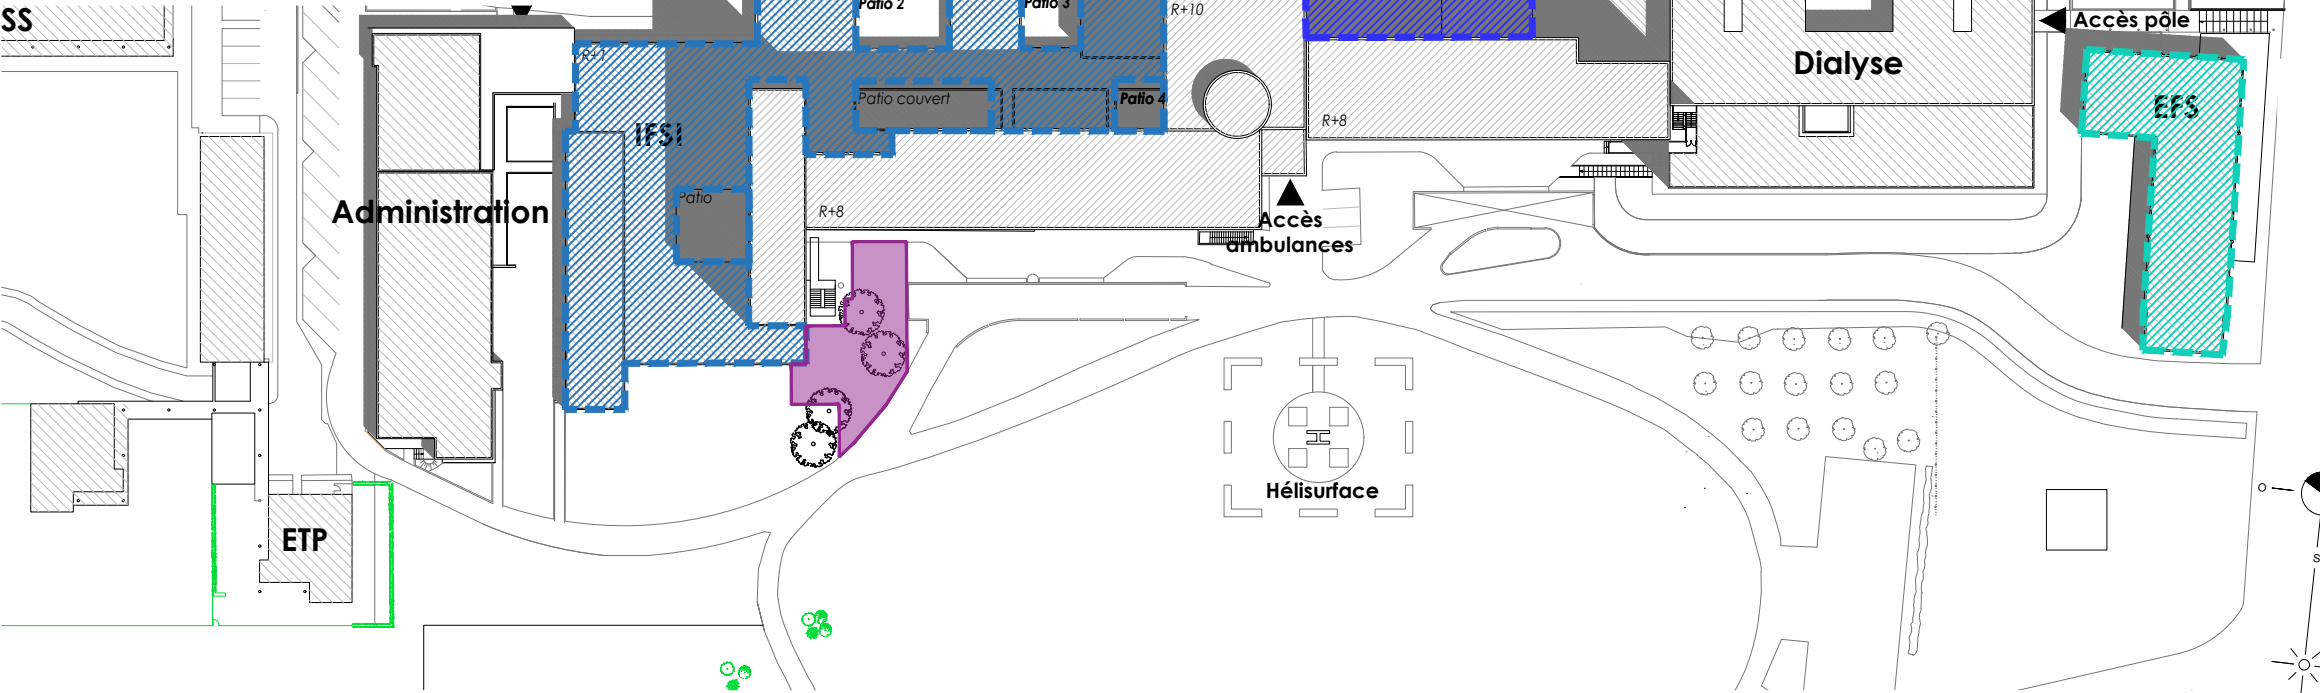 SS
Patio 2
Patio 3
R+10
Accès pôle
Dialyse
R+1
Patio couvert
Patio 4
EFS
IFSI
R+8
Patio
Administration
R+8
Accès
ambulances
H
Hélisurface
O
ETP
S